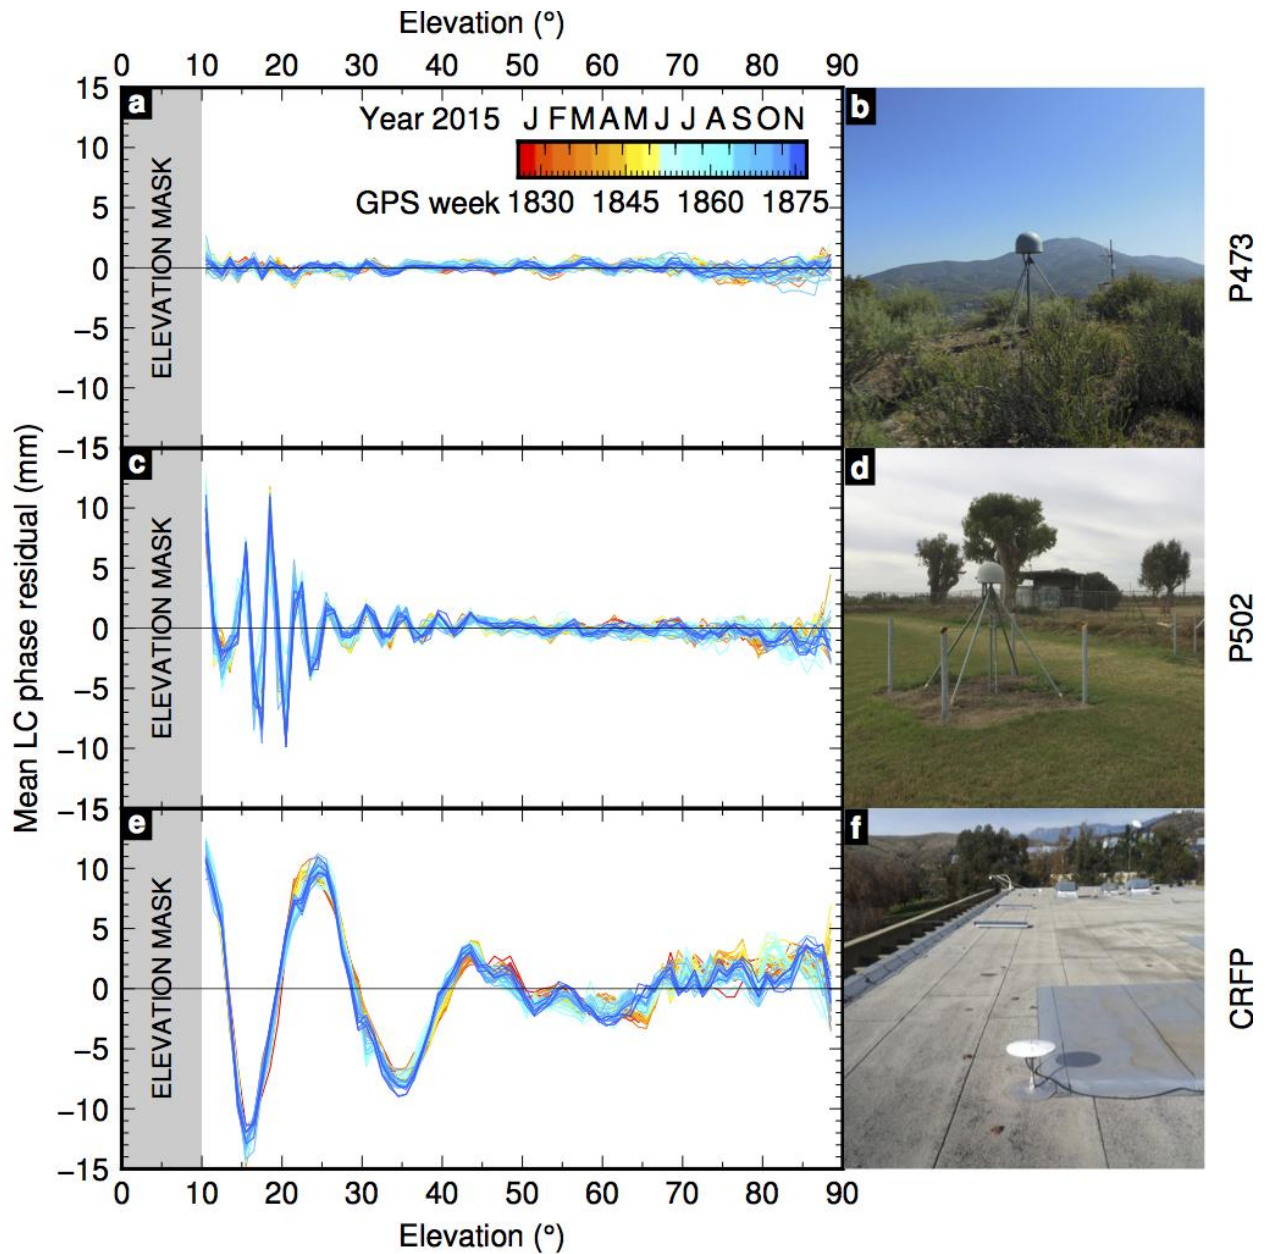 Elevation (°)
0 10 20 30 40 50 60 70 80 90
a
Year 2015 J F M A M J J A S O N
GPS week 1830 1845 1860 1875
15
10
5
0
−5
−10
−15
ELEVATION MASK
b
P473
c
10
5
0
−5
−10
−15
ELEVATION MASK
d
P502
Mean LC phase residual (mm)
e
10
5
0
−5
−10
−15
ELEVATION MASK
f
CRFP
0 10 20 30 40 50 60 70 80 90
Elevation (°)